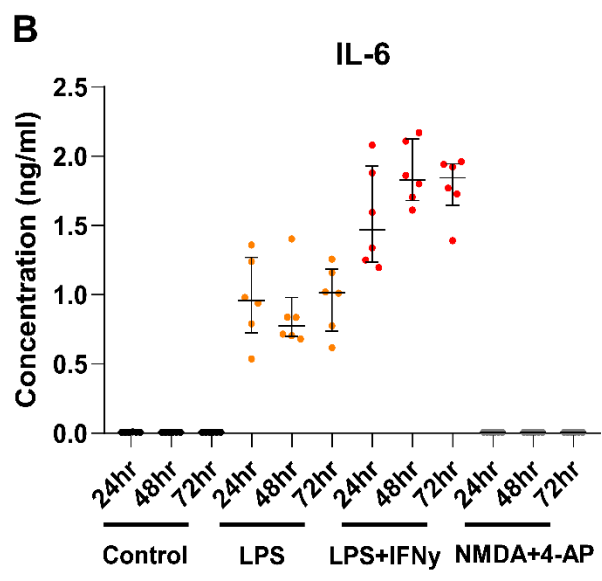 B
IL-6
Concentration (ng/ml)
2.5
2.0
1.5
1.0
0.5
0.0
24hr 48hr 72hr 24hr 48hr 72hr 24hr 48hr 72hr 24hr 48hr 72hr
Control LPS LPS+IFNy NMDA+4-AP